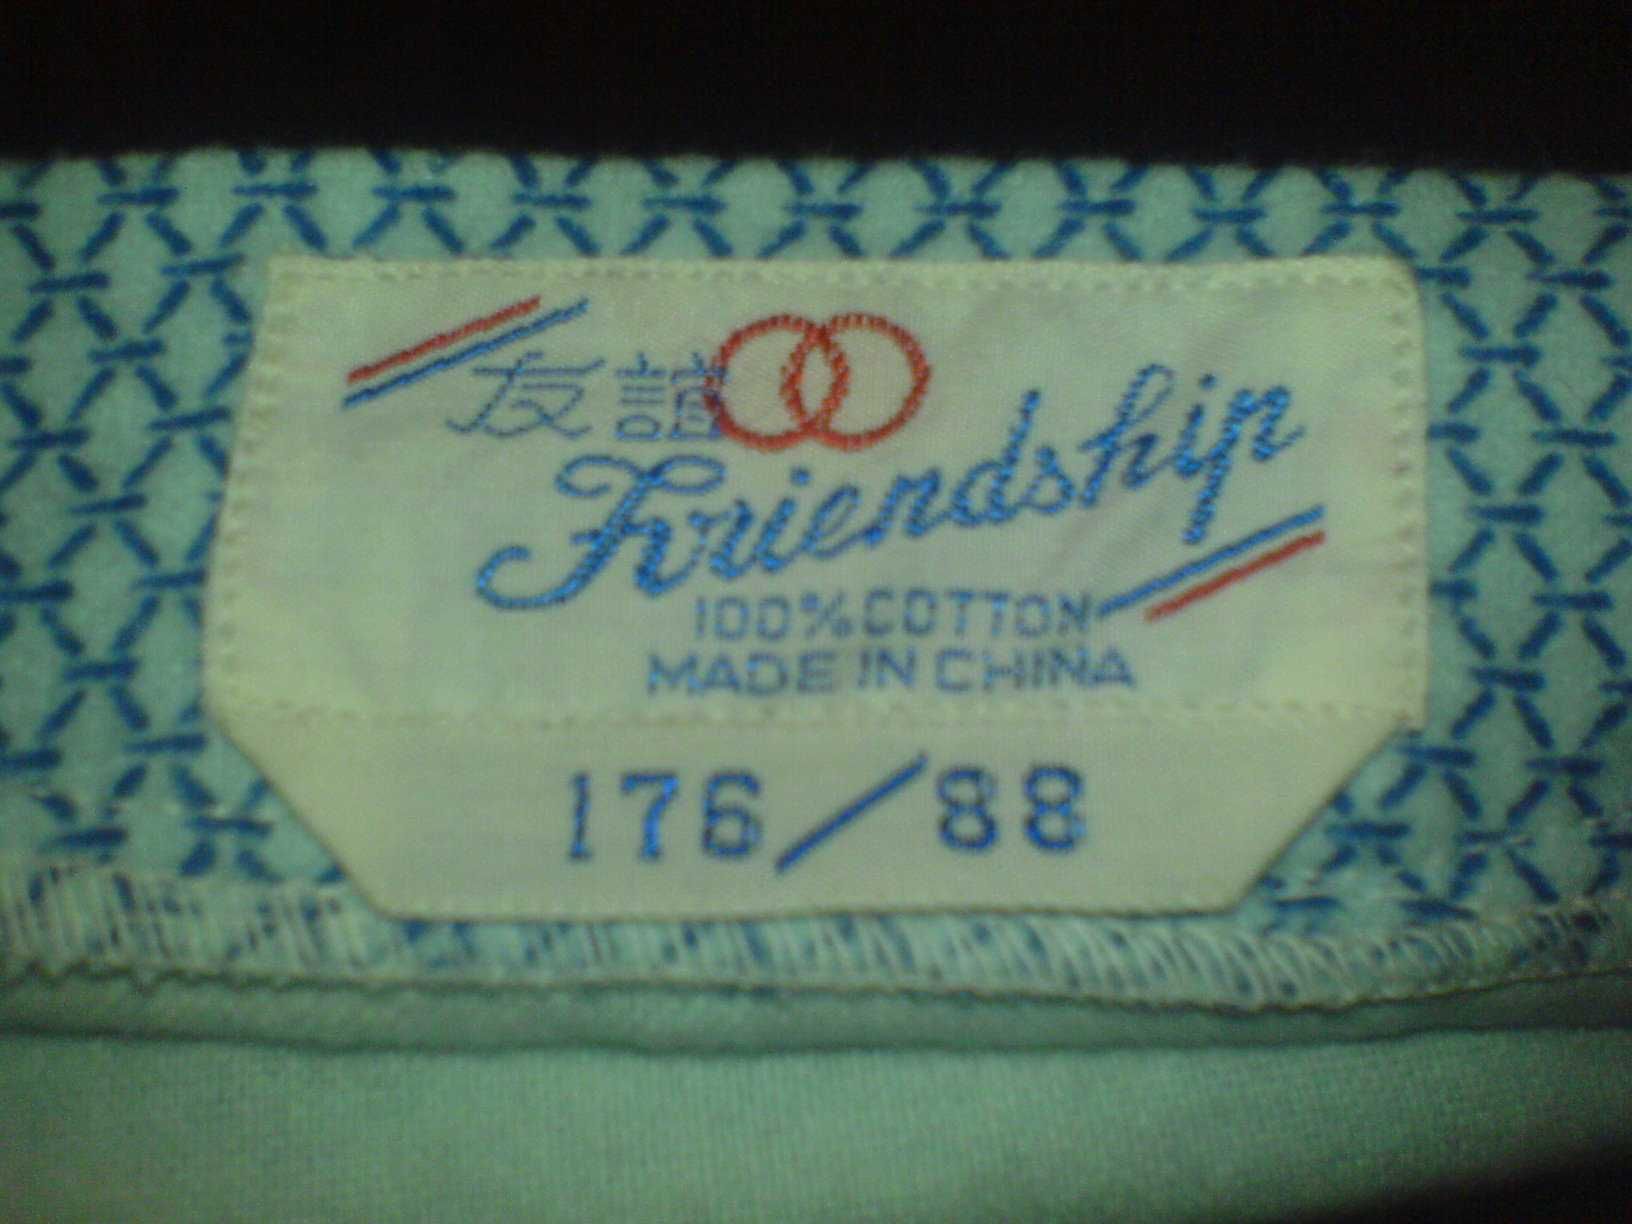 友誼
Friendship
100% COTTON
MADE IN CHINA
176/88